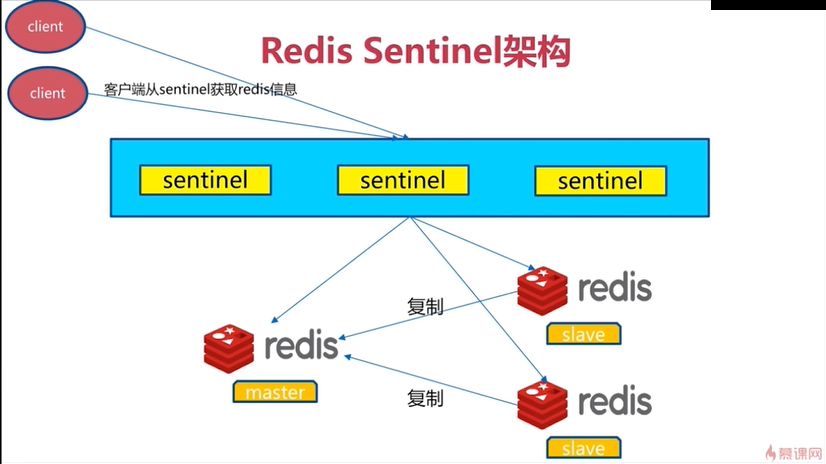 client
Redis Sentinel架构
client
客户端从sentinel获取redis信息
sentinel
sentinel
sentinel
redis
slave
复制
redis
master
复制
redis
slave
慕课网